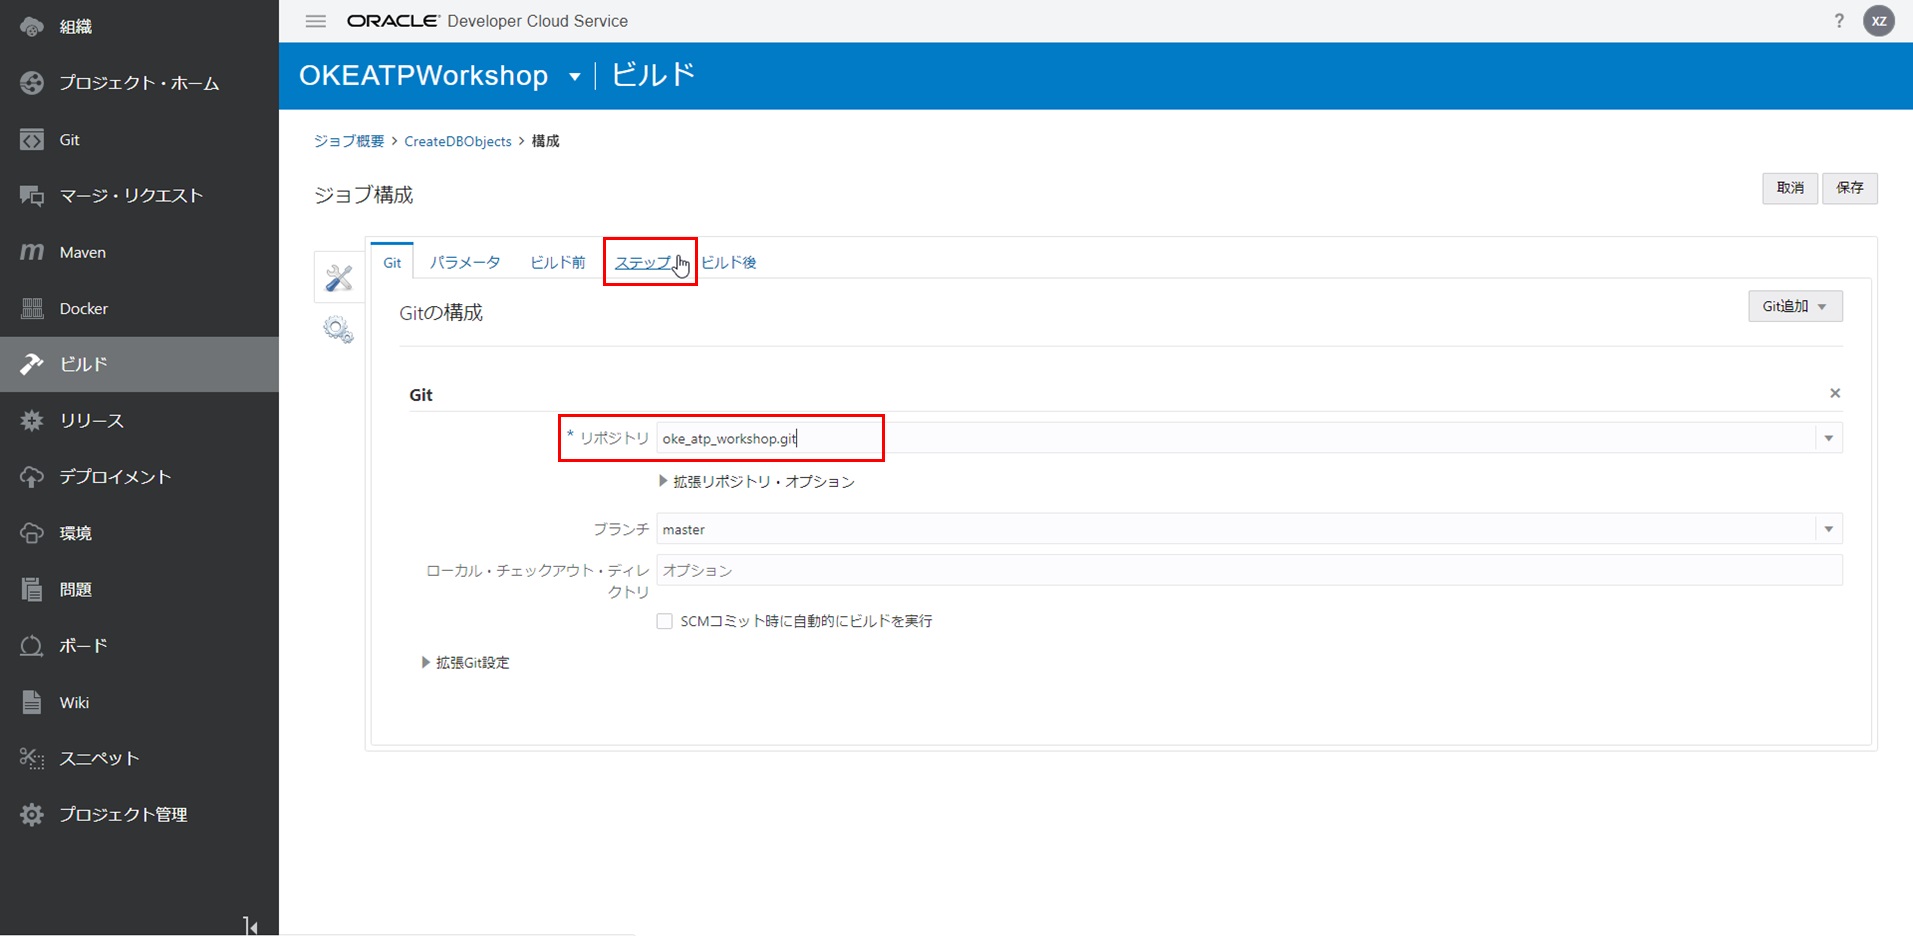 組織
プロジェクト・ホーム
Git
マージ・リクエスト
Maven
Docker
ビルド
リリース
デプロイメント
環境
問題
ボード
Wiki
スニペット
プロジェクト管理
ORACLE® Developer Cloud Service
? XZ
OKEATPWorkshop ビルド
ジョブ概要 > CreateDBObjects > 構成
ジョブ構成
取消 保存
Git パラメータ ビルド前 ステップ ビルド後
Gitの構成
Git追加
Git
* リポジトリ oke_atp_workshop.git
拡張リポジトリ・オプション
ブランチ master
ローカル・チェックアウト・ディレ
クトリ
オプション
SCMコミット時に自動的にビルドを実行
拡張Git設定